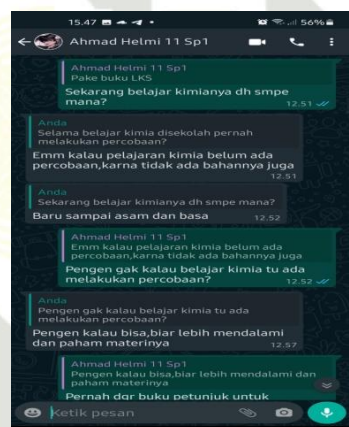 15.47
56%
Ahmad Helmi 11 Sp1
Ahmad Helmi 11 Sp1
Pake buku LKS
Sekarang belajar kimianya dh smpe
mana?
12.51
Anda
Selama belajar kimia disekolah pernah
melakukan percobaan?
Emm kalau pelajaran kimia belum ada
percobaan,karna tidak ada bahannya juga
12.51
Anda
Sekarang belajar kimianya dh smpe mana?
Baru sampai asam dan basa
12.52
Ahmad Helmi 11 Sp1
Emm kalau pelajaran kimia belum ada
percobaan,karna tidak ada bahannya juga
Pengen gak kalau belajar kimia tu ada
melakukan percobaan?
12.52
Anda
Pengen gak kalau belajar kimia tu ada
melakukan percobaan?
Pengen kalau bisa,biar lebih mendalami
dan paham materinya
12.57
Ahmad Helmi 11 Sp1
Pengen kalau bisa,biar lebih mendalami dan
paham materinya
Pernah dgr buku petunjuk untuk
Ketik pesan